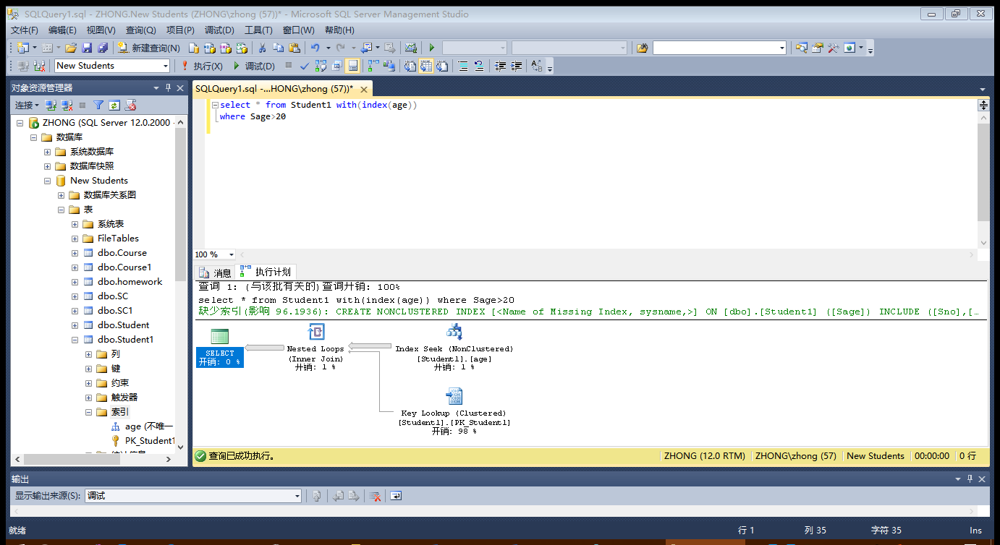 SQLQuery1.sql - ZHONG.New Students (ZHONG\zhong (57))* - Microsoft SQL Server Management Studio
文件(F) 编辑(E) 视图(V) 查询(Q) 项目(P) 调试(D) 工具(T) 窗口(W) 帮助(H)
新建查询(N)
New Students 执行(X) 调试(D)
对象资源管理器
连接
ZHONG (SQL Server 12.0.2000 -
数据库
系统数据库
数据库快照
New Students
数据库关系图
表
系统表
FileTables
dbo.Course
dbo.Course1
dbo.homework
dbo.SC
dbo.SC1
dbo.Student
dbo.Student1
列
键
约束
触发器
索引
age (不唯一
PK_Student1
统计信息
SQLQuery1.sql -...HONG\zhong (57))*
select * from Student1 with(index(age))
where Sage>20
100 %
消息 执行计划
查询 1: (与该批有关的)查询开销: 100%
select * from Student1 with(index(age)) where Sage>20
缺少索引(影响 96.1936): CREATE NONCLUSTERED INDEX [<Name of Missing Index, sysname,>] ON [dbo].[Student1] ([Sage]) INCLUDE ([Sno],[…
SELECT
开销: 0 %
Nested Loops
(Inner Join)
开销: 1 %
Index Seek (NonClustered)
[Student1].[age]
开销: 1 %
Key Lookup (Clustered)
[Student1].[PK_Student1]
开销: 98 %
查询已成功执行。 ZHONG (12.0 RTM) ZHONG\zhong (57) New Students 00:00:00 0 行
输出
显示输出来源(S): 调试
就绪 行 1 列 35 字符 35 Ins